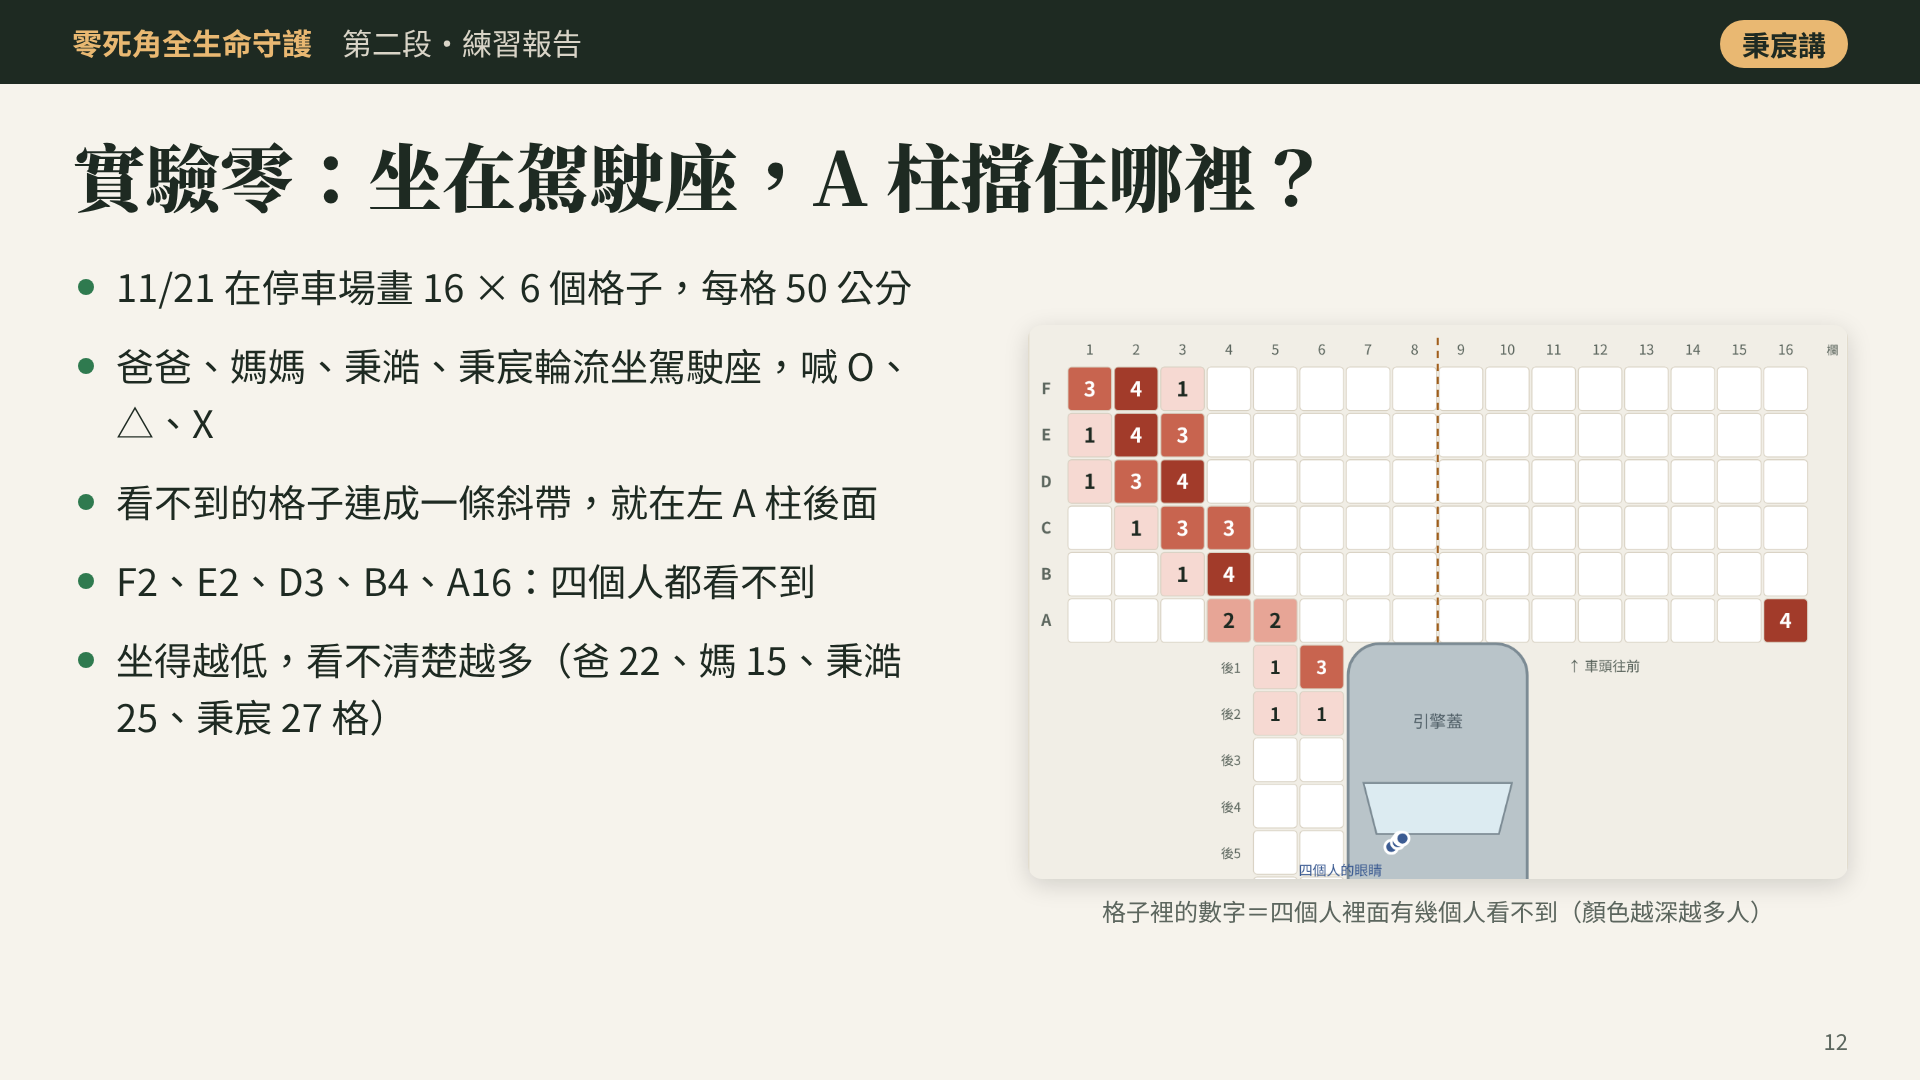 零死角全生命守護 第二段・練習報告
秉宸講
實驗零：坐在駕駛座，A 柱擋住哪裡？
11/21 在停車場畫 16 × 6 個格子，每格 50 公分
爸爸、媽媽、秉澔、秉宸輪流坐駕駛座，喊 O、
△、X
看不到的格子連成一條斜帶，就在左 A 柱後面
F2、E2、D3、B4、A16：四個人都看不到
坐得越低，看不清楚越多（爸 22、媽 15、秉澔
25、秉宸 27 格）
1 2 3 4 5 6 7 8 9 10 11 12 13 14 15 16 欄
F 3 4 1
E 1 4 3
D 1 3 4
C 1 3 3
B 1 4
A 2 2 4
後1 1 3 ↑ 車頭往前
後2 1 1 引擎蓋
後3
後4
後5
四個人的眼睛
格子裡的數字＝四個人裡面有幾個人看不到（顏色越深越多人）
12